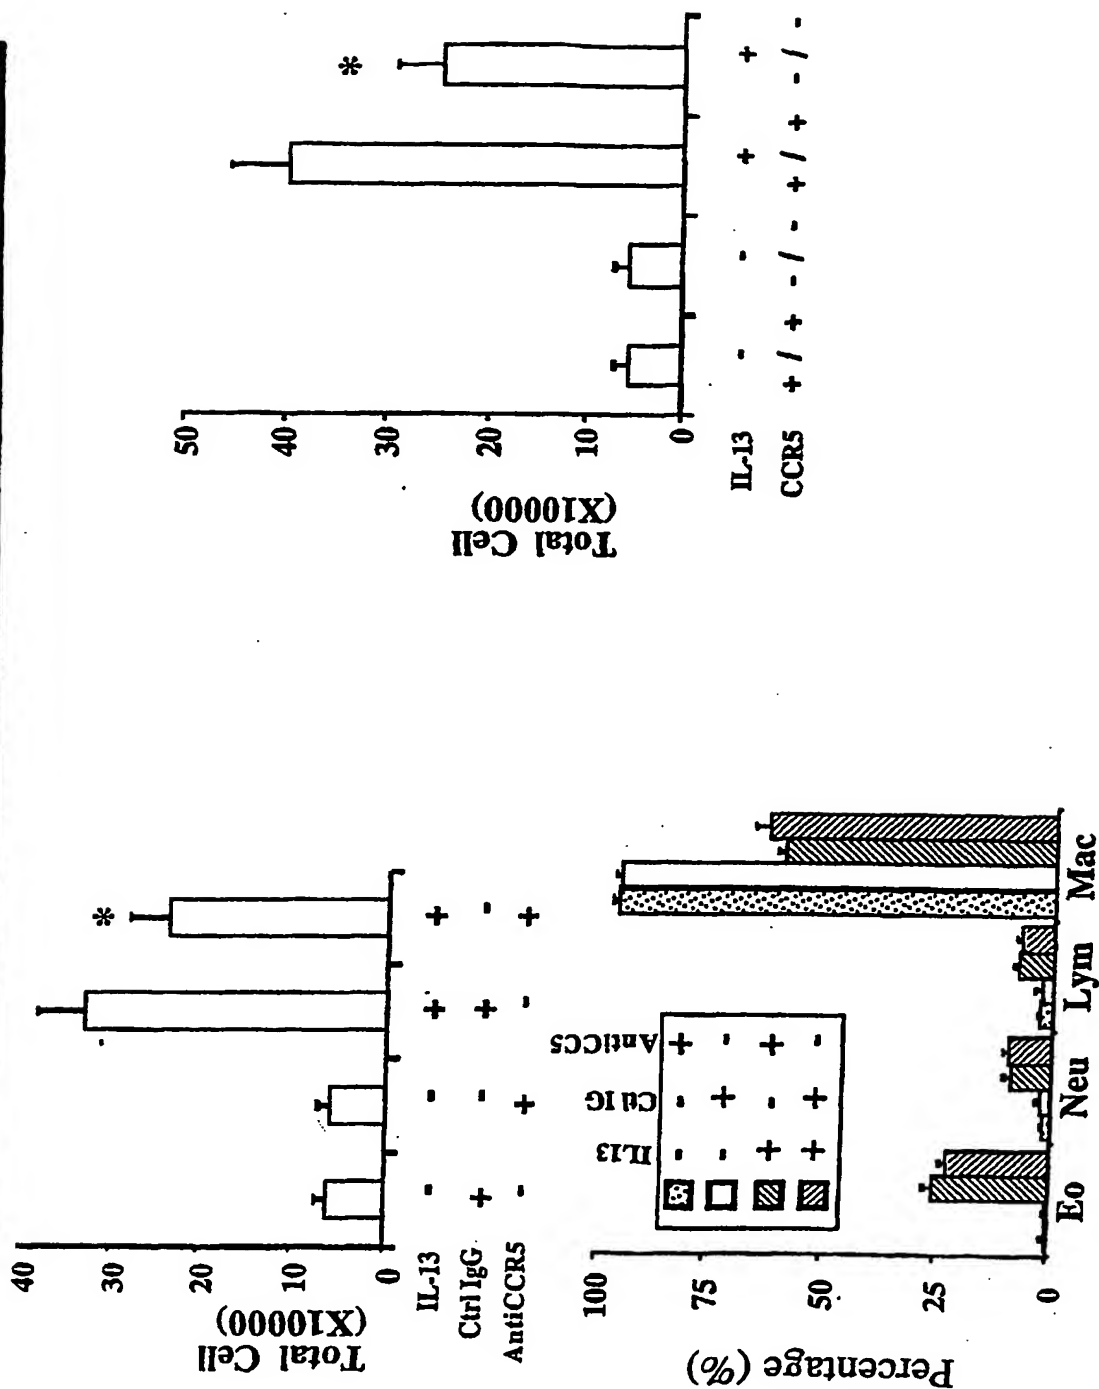 Total Cell
(X10000)
40
30
20
10
0
*
IL-13 - - + +
Ctrl IgG + - + -
AntiCCR5 - + - +
Percentage (%)
100
75
50
25
0
IL13 Ctl IG AntiCC5
- - +
- + -
+ - +
+ + -
Eo Neu Lym Mac
Total Cell
(X10000)
50
40
30
20
10
0
*
IL-13 - - + +
CCR5 +/+ -/- +/+ -/-